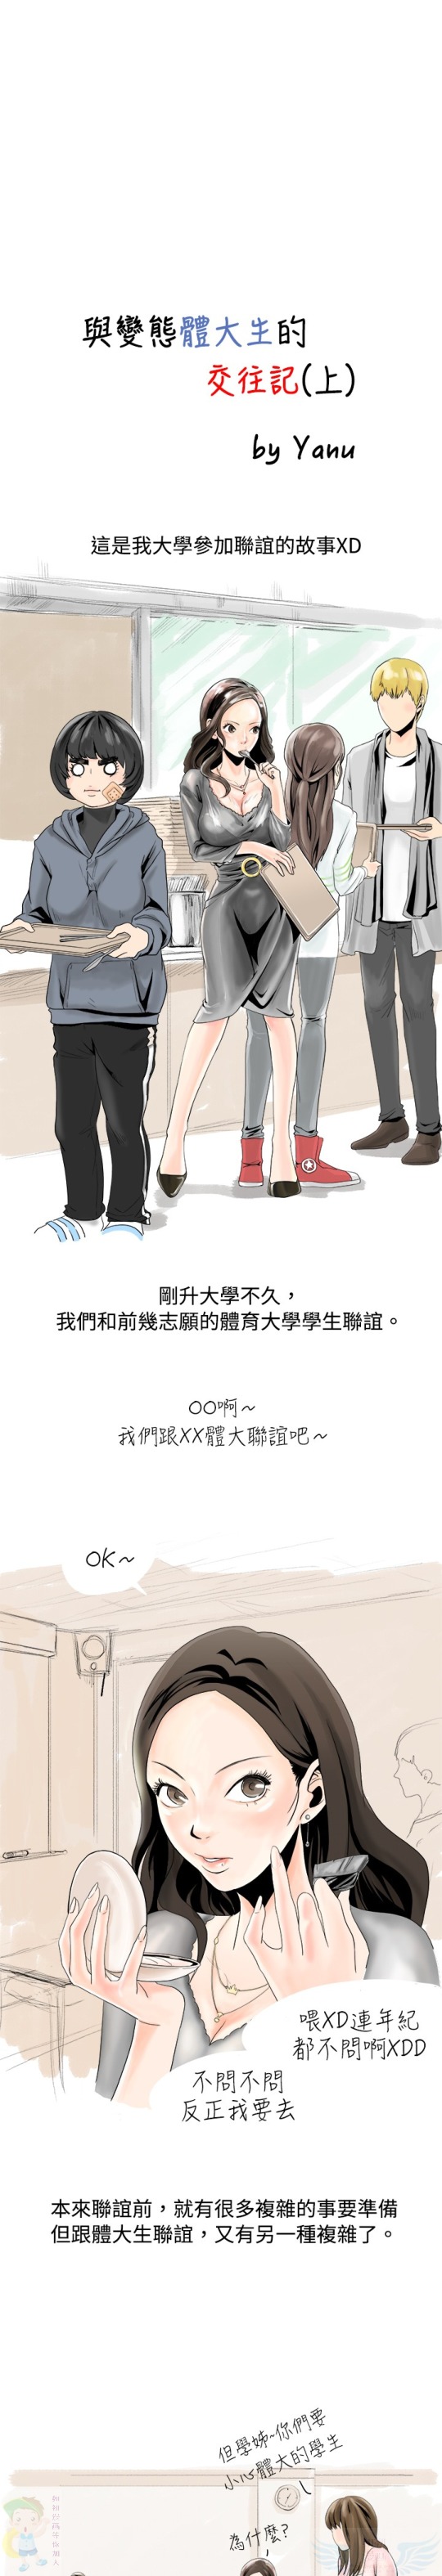 與變態體大生的
交往記(上)
by Yanu
這是我大學參加聯誼的故事XD
剛升大學不久，
我們和前幾志願的體育大學學生聯誼。
OO啊~
我們跟XX體大聯誼吧~
OK~
喂XD連年紀
都不問啊XDD
不問不問
反正我要去
本來聯誼前，就有很多複雜的事要準備
但跟體大生聯誼，又有另一種複雜了。
但學姊~你們要
小心體大的學生
為什麼?